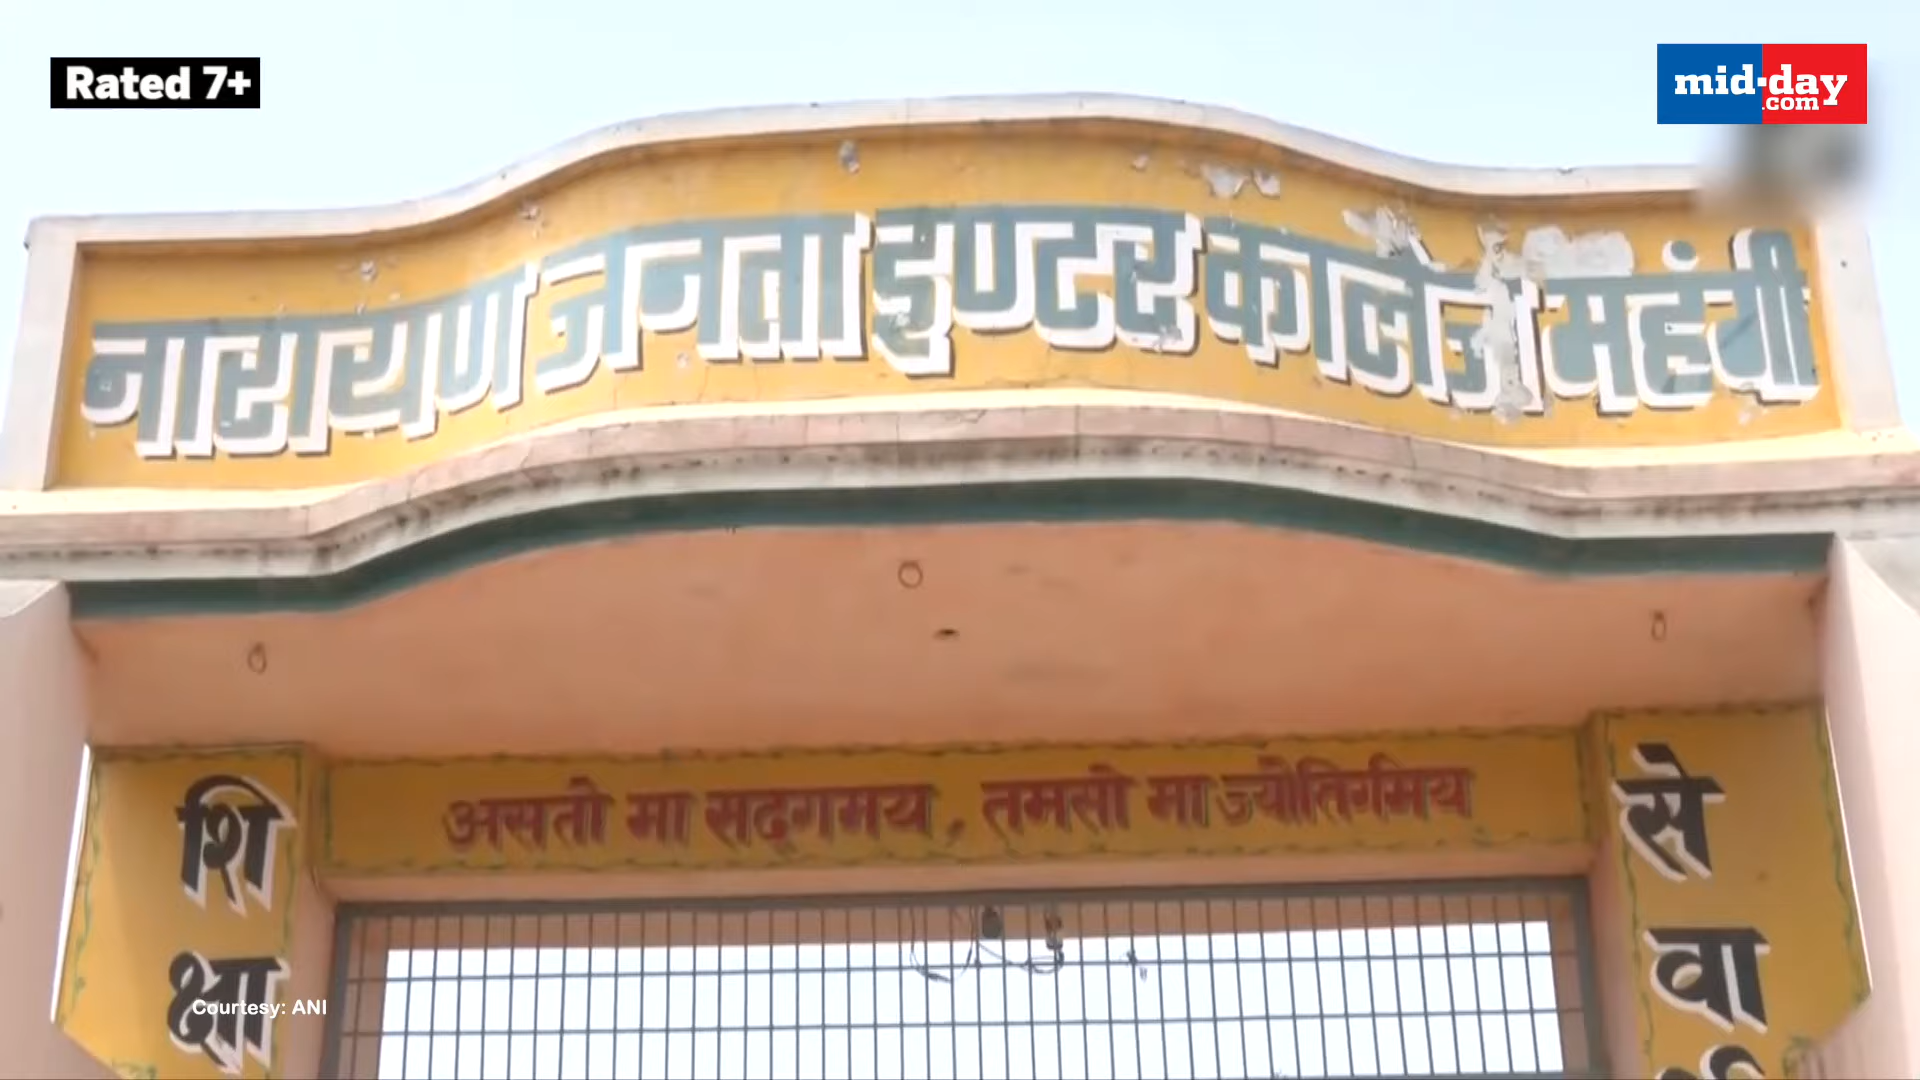 Rated 7+
mid-day
.com
नारायण जनता इण्टर कालेज महंगी
असतो मा सदगमय , तमसो मा ज्योतिर्गमय
शिक्षा
सेवा
Courtesy: ANI